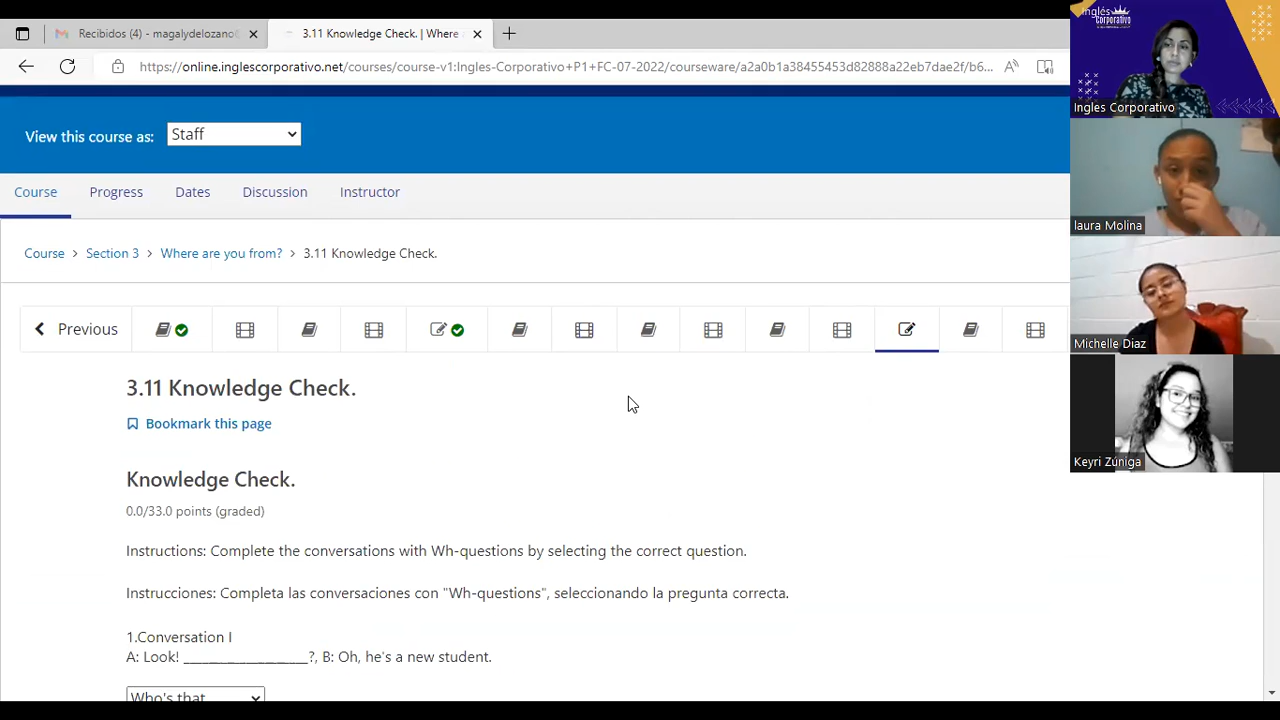 Recibidos (4) - magalydelozano@
3.11 Knowledge Check. | Where
https://online.inglescorporativo.net/courses/course-v1:Ingles-Corporativo+P1+FC-07-2022/courseware/a2a0b1a38455453d82888a22eb7dae2f/b6...
View this course as: Staff
Course Progress Dates Discussion Instructor
Course > Section 3 > Where are you from? > 3.11 Knowledge Check.
Previous
3.11 Knowledge Check.
Bookmark this page
Knowledge Check.
0.0/33.0 points (graded)
Instructions: Complete the conversations with Wh-questions by selecting the correct question.
Instrucciones: Completa las conversaciones con "Wh-questions", seleccionando la pregunta correcta.
1.Conversation I
A: Look! ___________________?, B: Oh, he's a new student.
Who's that
Inglés
Corporativo
Ingles Corporativo
laura Molina
Michelle Diaz
Keyri Zúniga